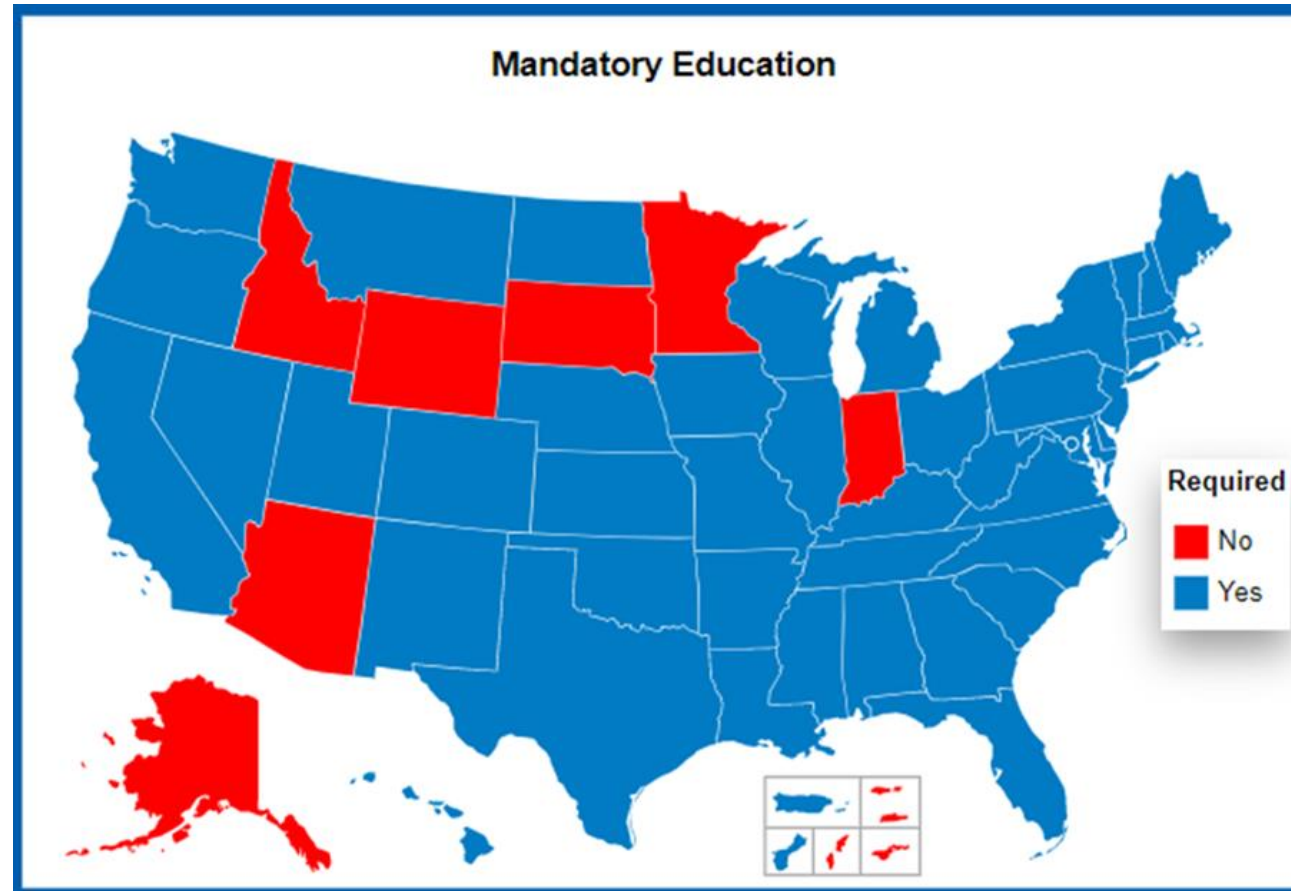 Mandatory Education
Required
No
Yes